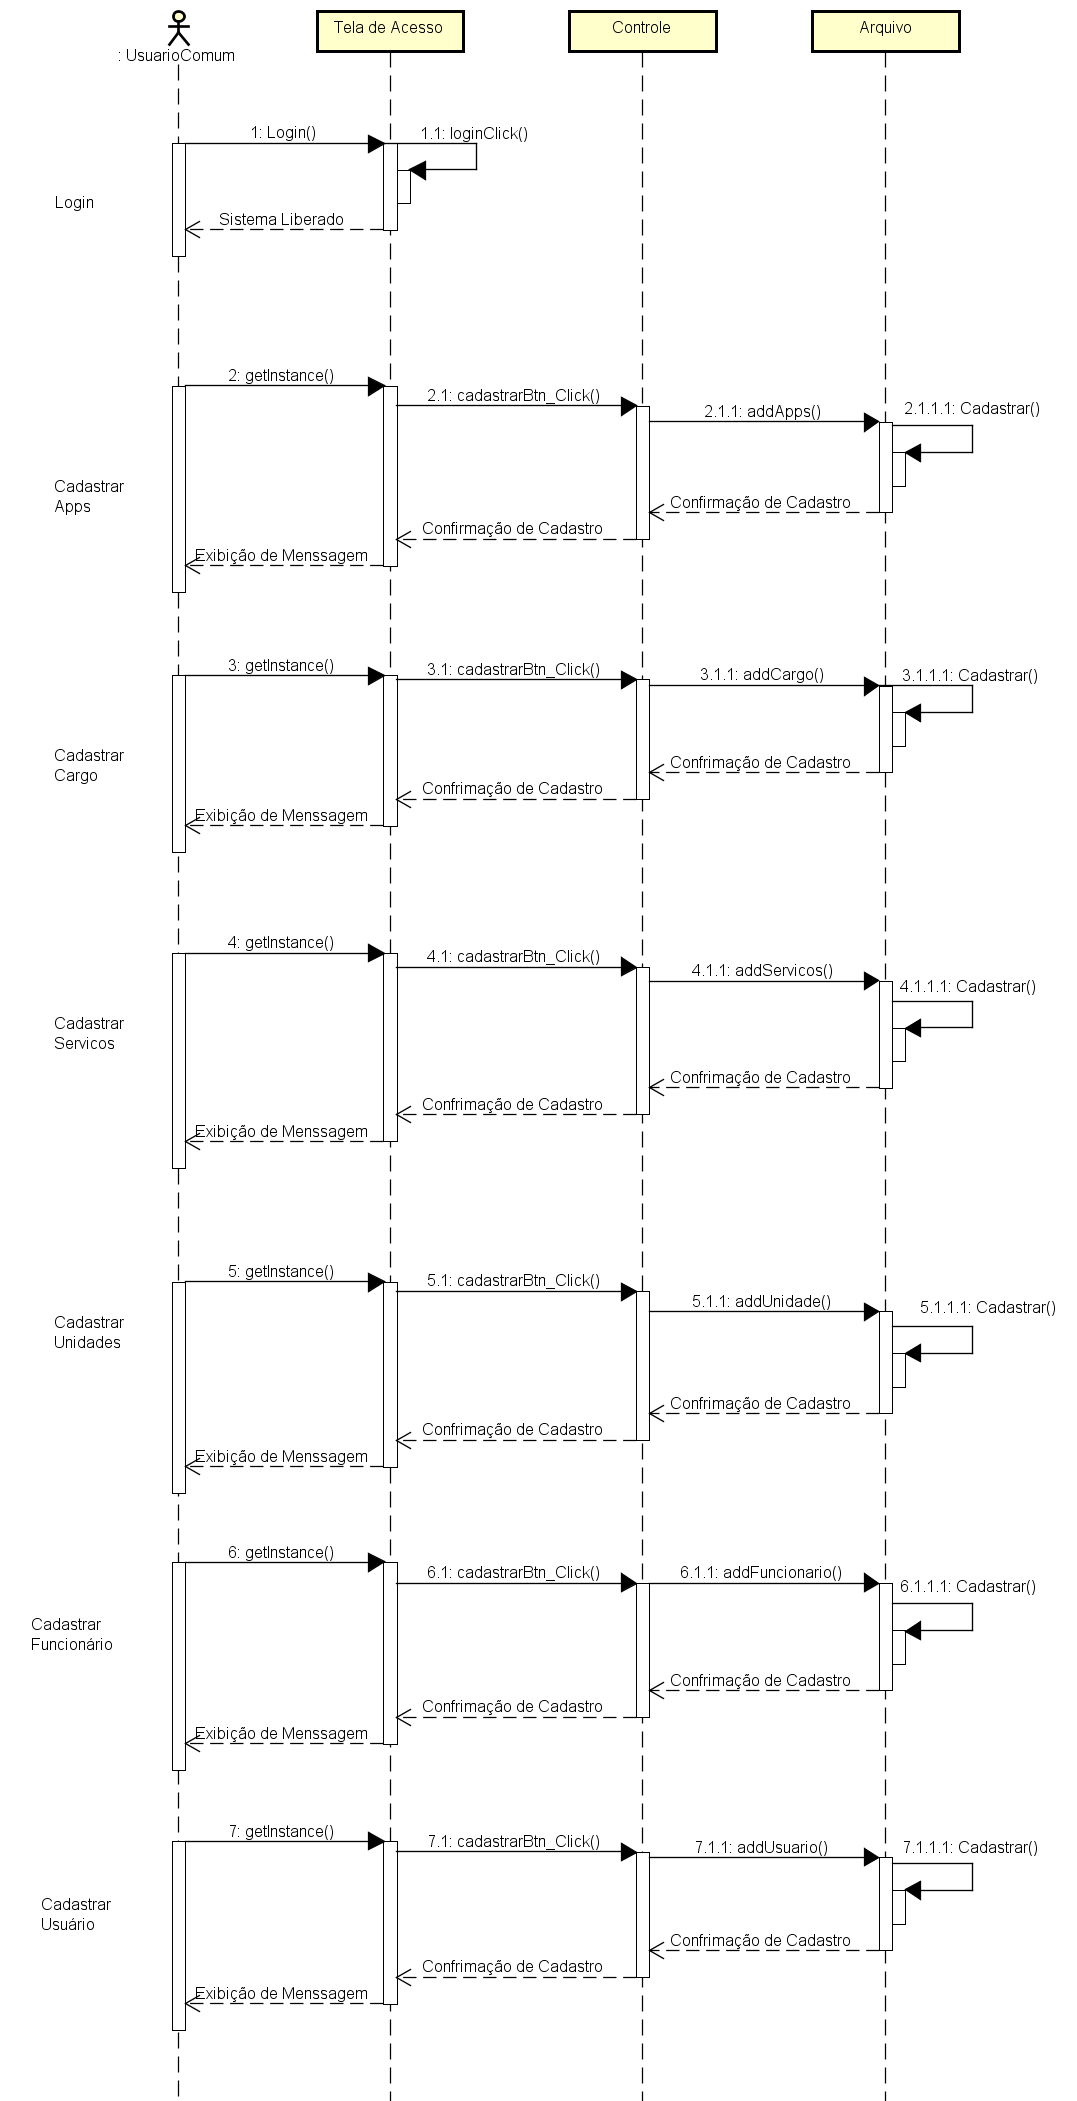 : UsuarioComum
Tela de Acesso
Controle
Arquivo
1: Login()
1.1: loginClick()
Login
Sistema Liberado
2: getInstance()
2.1: cadastrarBtn_Click()
2.1.1: addApps()
2.1.1.1: Cadastrar()
Cadastrar
Apps
Confirmação de Cadastro
Confirmação de Cadastro
Exibição de Menssagem
3: getInstance()
3.1: cadastrarBtn_Click()
3.1.1: addCargo()
3.1.1.1: Cadastrar()
Cadastrar
Cargo
Confrimação de Cadastro
Confrimação de Cadastro
Exibição de Menssagem
4: getInstance()
4.1: cadastrarBtn_Click()
4.1.1: addServicos()
4.1.1.1: Cadastrar()
Cadastrar
Servicos
Confrimação de Cadastro
Confrimação de Cadastro
Exibição de Menssagem
5: getInstance()
5.1: cadastrarBtn_Click()
5.1.1: addUnidade()
5.1.1.1: Cadastrar()
Cadastrar
Unidades
Confrimação de Cadastro
Confrimação de Cadastro
Exibição de Menssagem
6: getInstance()
6.1: cadastrarBtn_Click()
6.1.1: addFuncionario()
6.1.1.1: Cadastrar()
Cadastrar
Funcionário
Confrimação de Cadastro
Confrimação de Cadastro
Exibição de Menssagem
7: getInstance()
7.1: cadastrarBtn_Click()
7.1.1: addUsuario()
7.1.1.1: Cadastrar()
Cadastrar
Usuário
Confrimação de Cadastro
Confrimação de Cadastro
Exibição de Menssagem